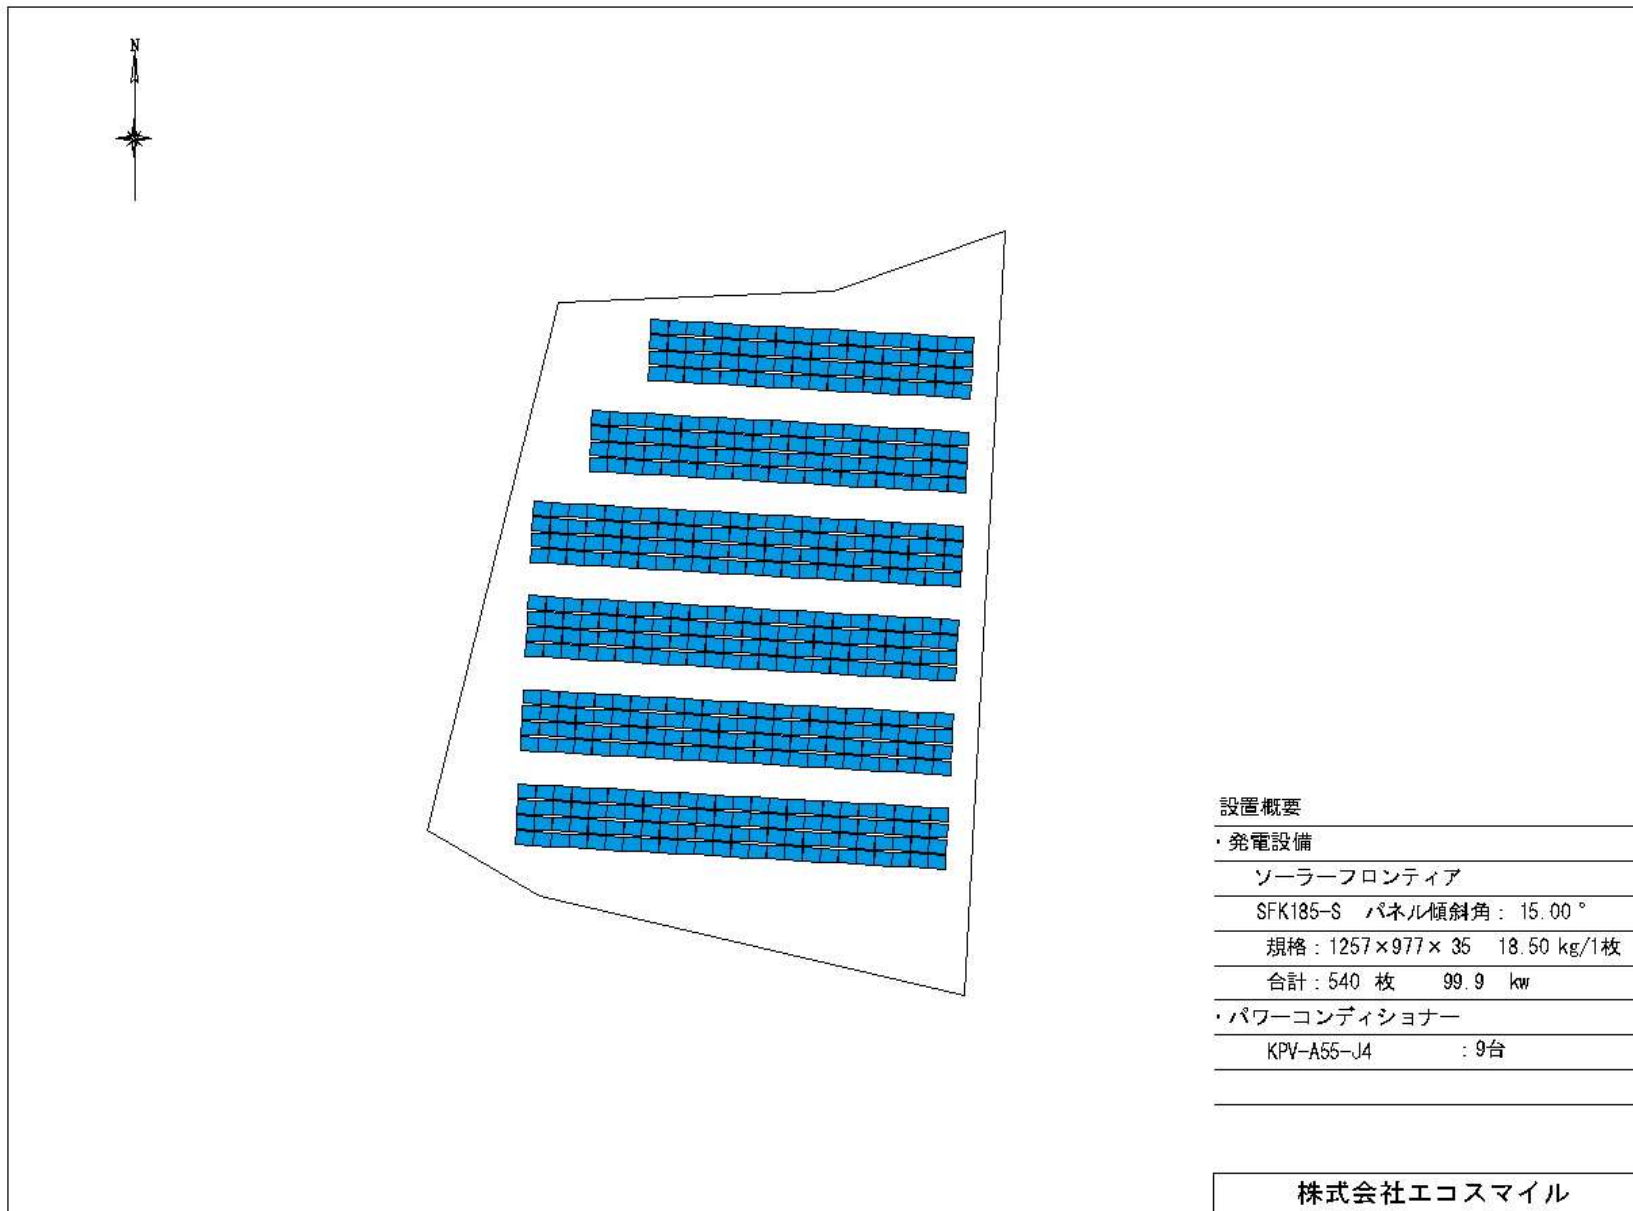 N
設置概要
・発電設備
ソーラーフロンティア
SFK185-S パネル傾斜角: 15.00°
規格:1257×977×35 18.50 kg/1枚
合計:540 枚 99.9 kw
・パワーコンディショナー
KPV-A55-J4 :9台
株式会社エコスマイル